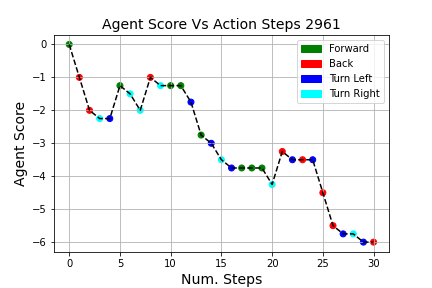 Agent Score Vs Action Steps 2961
Forward
Back
Turn Left
Turn Right
0
−1
−2
−3
−4
−5
−6
Agent Score
0 5 10 15 20 25 30
Num. Steps